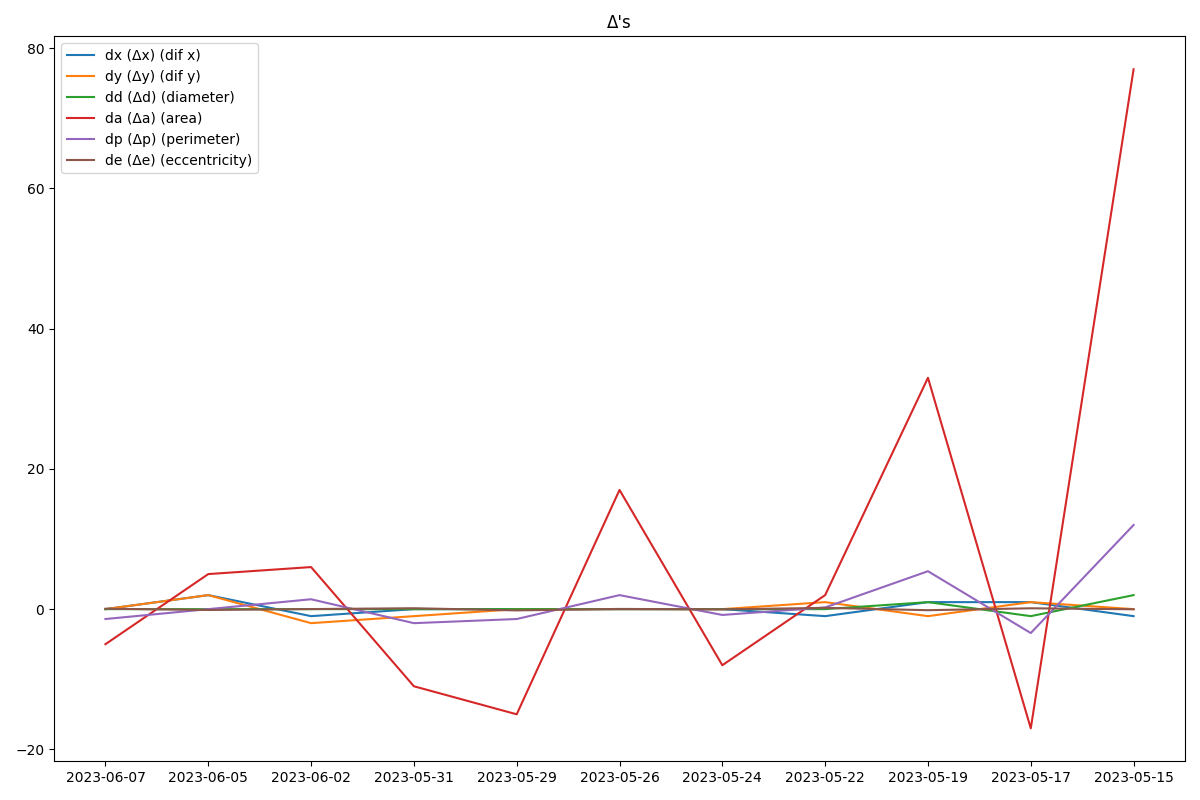 Δ's
dx (Δx) (dif x)
dy (Δy) (dif y)
dd (Δd) (diameter)
da (Δa) (area)
dp (Δp) (perimeter)
de (Δe) (eccentricity)
80
60
40
20
0
−20
2023-06-07 2023-06-05 2023-06-02 2023-05-31 2023-05-29 2023-05-26 2023-05-24 2023-05-22 2023-05-19 2023-05-17 2023-05-15